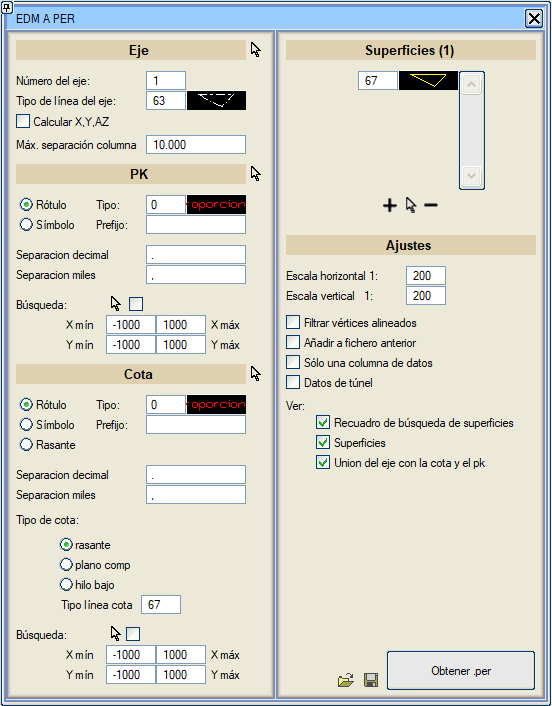 EDM A PER
Eje
Número del eje: 1
Tipo de línea del eje: 63
Calcular X,Y,AZ
Máx. separación columna 10.000
PK
Rótulo Tipo: 0 roporcion
Símbolo Prefijo:
Separacion decimal .
Separacion miles .
Búsqueda:
X mín -1000 1000 X máx
Y mín -1000 1000 Y máx
Cota
Rótulo Tipo: 0 roporcion
Símbolo Prefijo:
Rasante
Separacion decimal .
Separacion miles .
Tipo de cota:
rasante
plano comp
hilo bajo
Tipo línea cota 67
Búsqueda:
X mín -1000 1000 X máx
Y mín -1000 1000 Y máx
Superficies (1)
67
Ajustes
Escala horizontal 1: 200
Escala vertical 1: 200
Filtrar vértices alineados
Añadir a fichero anterior
Sólo una columna de datos
Datos de túnel
Ver:
Recuadro de búsqueda de superficies
Superficies
Union del eje con la cota y el pk
Obtener .per